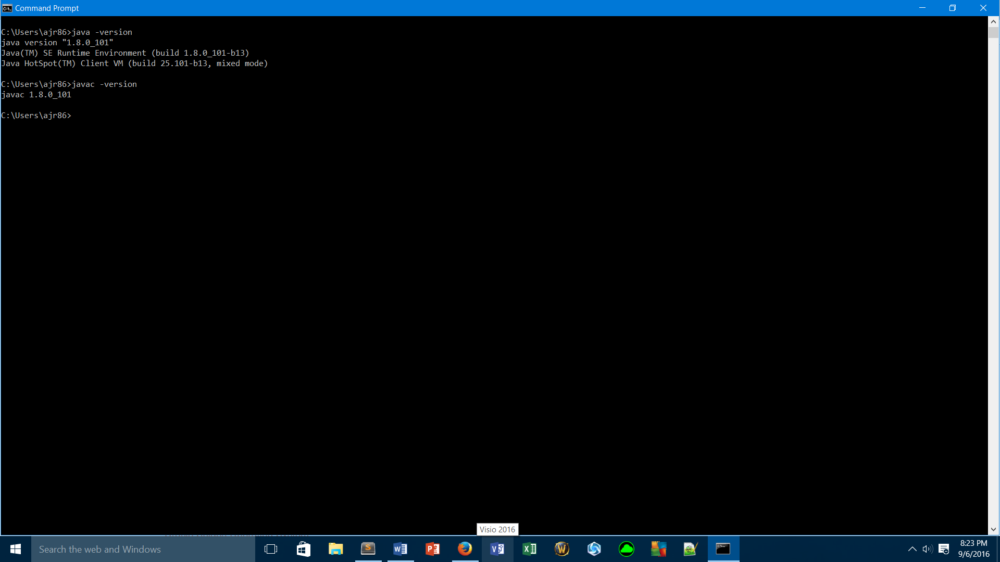 Command Prompt
C:\Users\ajr86>java -version
java version "1.8.0_101"
Java(TM) SE Runtime Environment (build 1.8.0_101-b13)
Java HotSpot(TM) Client VM (build 25.101-b13, mixed mode)
C:\Users\ajr86>javac -version
javac 1.8.0_101
C:\Users\ajr86>
Visio 2016
Search the web and Windows
8:23 PM
9/6/2016